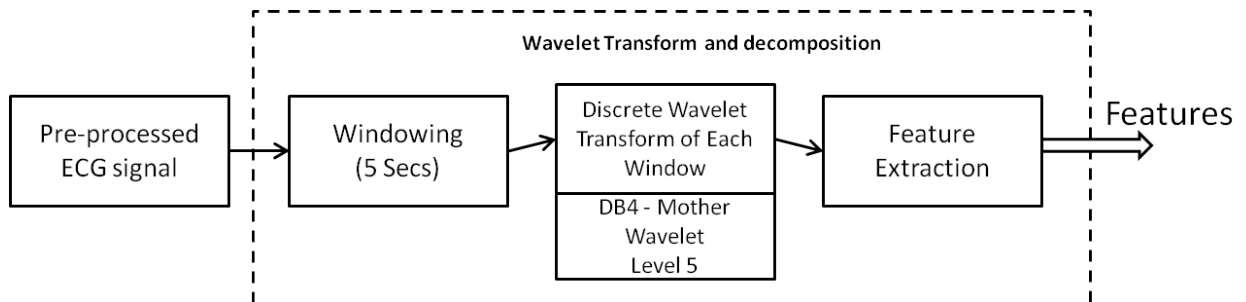 Wavelet Transform and decomposition
Pre-processed
ECG signal
Windowing
(5 Secs)
Discrete Wavelet
Transform of Each
Window
DB4 - Mother
Wavelet
Level 5
Feature
Extraction
Features